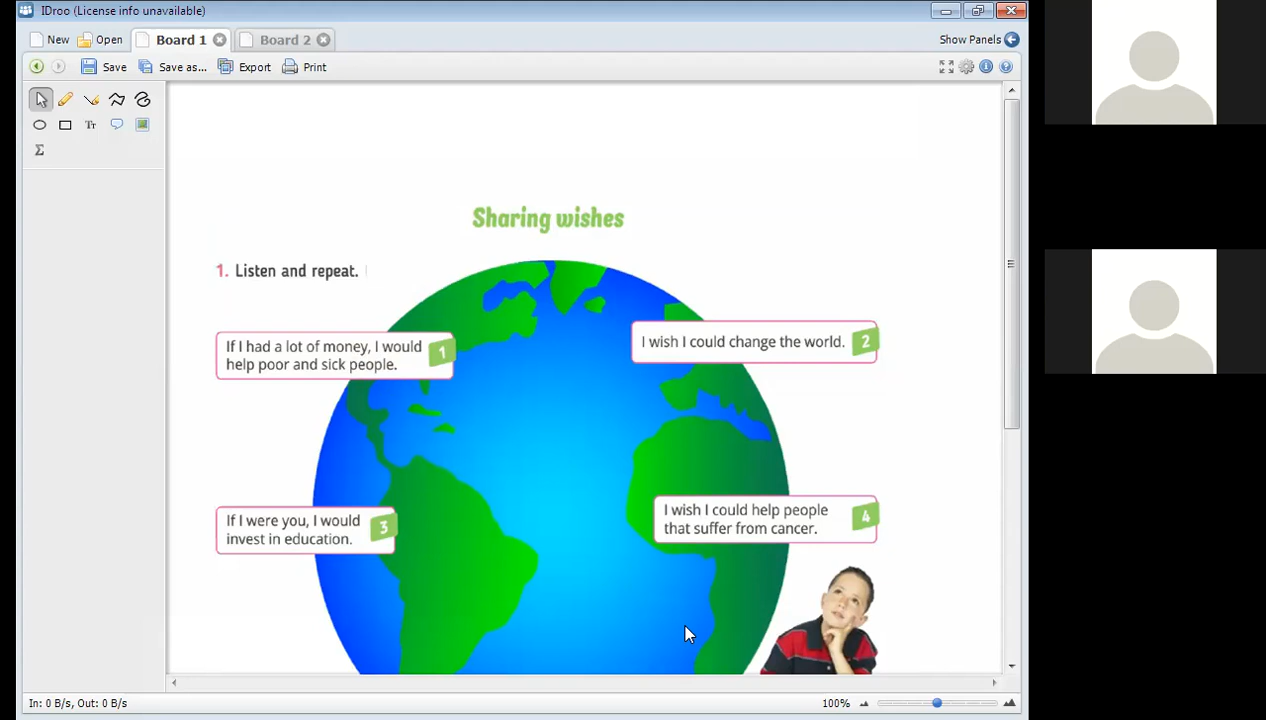 IDroo (License info unavailable)
New Open Board 1 Board 2 Show Panels
Save Save as... Export Print
Tr
Σ
Sharing wishes
1. Listen and repeat.
If I had a lot of money, I would
help poor and sick people.
1
I wish I could change the world. 2
If I were you, I would
invest in education.
3
I wish I could help people
that suffer from cancer.
4
In: 0 B/s, Out: 0 B/s 100%